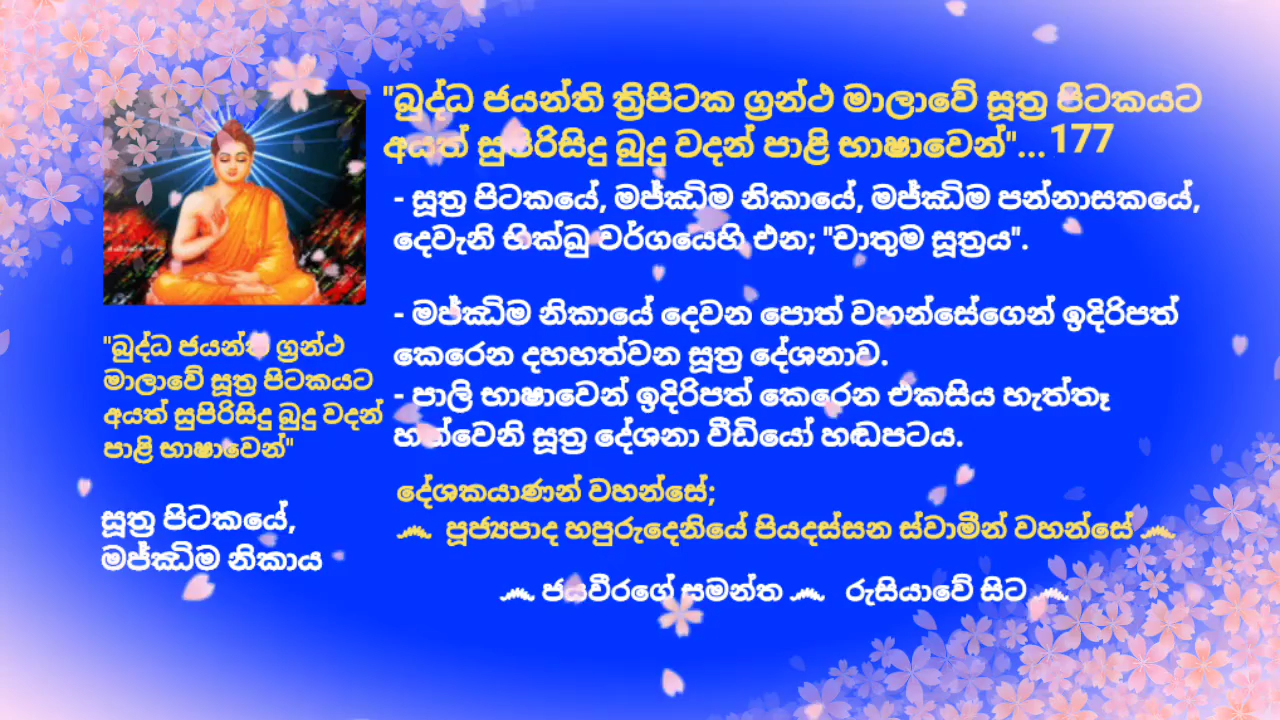 "බුද්ධ ජයන්ති ත්‍රිපිටක ග්‍රන්ථ මාලාවේ සූත්‍ර පිටකයට
අයත් සුපිරිසිදු බුදු වදන් පාළි භාෂාවෙන්"... 177
- සූත්‍ර පිටකයේ, මජ්ඣිම නිකායේ, මජ්ඣිම පන්නාසකයේ,
දෙවැනි භික්ඛු වර්ගයෙහි එන; "චාතුම සූත්‍රය".
- මජ්ඣිම නිකායේ දෙවන පොත් වහන්සේගෙන් ඉදිරිපත්
කෙරෙන දහහත්වන සූත්‍ර දේශනාව.
- පාලි භාෂාවෙන් ඉදිරිපත් කෙරෙන එකසිය හැත්තෑ
හත්වෙනි සූත්‍ර දේශනා වීඩියෝ හඬපටය.
දේශකයාණන් වහන්සේ;
පූජ්‍යපාද හපුරුදෙනියේ පියදස්සන ස්වාමීන් වහන්සේ
ජයවීරගේ සමන්ත රුසියාවේ සිට
"බුද්ධ ජයන්ති ග්‍රන්ථ
මාලාවේ සූත්‍ර පිටකයට
අයත් සුපිරිසිදු බුදු වදන්
පාළි භාෂාවෙන්"
සූත්‍ර පිටකයේ,
මජ්ඣිම නිකාය